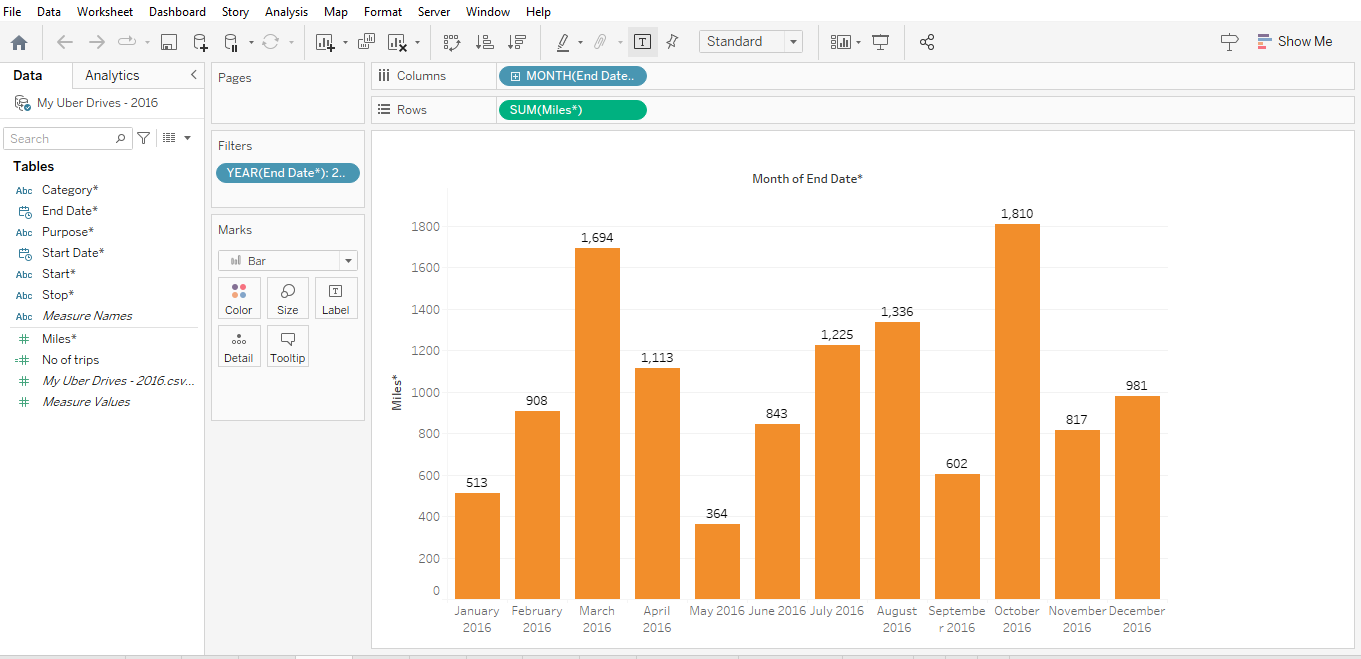 File Data Worksheet Dashboard Story Analysis Map Format Server Window Help
Standard
Show Me
Data Analytics
My Uber Drives - 2016
Search
Tables
Abc Category*
End Date*
Abc Purpose*
Start Date*
Abc Start*
Abc Stop*
Abc Measure Names
Miles*
No of trips
My Uber Drives - 2016.csv...
Measure Values
Pages
Filters
YEAR(End Date*): 2..
Marks
Bar
Color Size Label
Detail Tooltip
Columns MONTH(End Date..
Rows SUM(Miles*)
Month of End Date*
Miles*
1800
1600
1400
1200
1000
800
600
400
200
0
513
908
1,694
1,113
364
843
1,225
1,336
602
1,810
817
981
January
2016
February
2016
March
2016
April
2016
May 2016
June 2016
July 2016
August
2016
Septembe
r 2016
October
2016
November
2016
December
2016